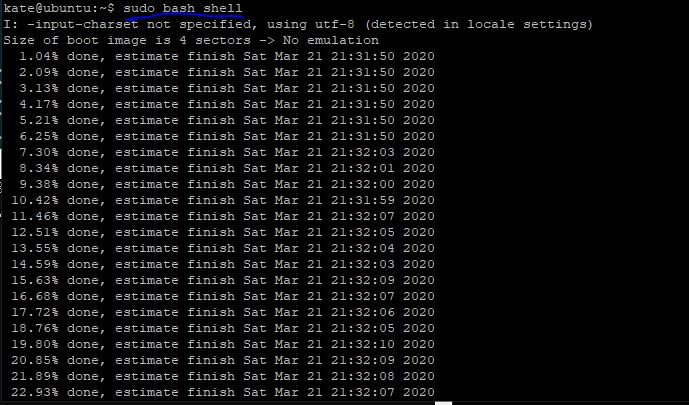 kate@ubuntu:~$ sudo bash shell
I: -input-charset not specified, using utf-8 (detected in locale settings)
Size of boot image is 4 sectors -> No emulation
  1.04% done, estimate finish Sat Mar 21 21:31:50 2020
  2.09% done, estimate finish Sat Mar 21 21:31:50 2020
  3.13% done, estimate finish Sat Mar 21 21:31:50 2020
  4.17% done, estimate finish Sat Mar 21 21:31:50 2020
  5.21% done, estimate finish Sat Mar 21 21:31:50 2020
  6.25% done, estimate finish Sat Mar 21 21:31:50 2020
  7.30% done, estimate finish Sat Mar 21 21:32:03 2020
  8.34% done, estimate finish Sat Mar 21 21:32:01 2020
  9.38% done, estimate finish Sat Mar 21 21:32:00 2020
 10.42% done, estimate finish Sat Mar 21 21:31:59 2020
 11.46% done, estimate finish Sat Mar 21 21:32:07 2020
 12.51% done, estimate finish Sat Mar 21 21:32:05 2020
 13.55% done, estimate finish Sat Mar 21 21:32:04 2020
 14.59% done, estimate finish Sat Mar 21 21:32:03 2020
 15.63% done, estimate finish Sat Mar 21 21:32:09 2020
 16.68% done, estimate finish Sat Mar 21 21:32:07 2020
 17.72% done, estimate finish Sat Mar 21 21:32:06 2020
 18.76% done, estimate finish Sat Mar 21 21:32:05 2020
 19.80% done, estimate finish Sat Mar 21 21:32:10 2020
 20.85% done, estimate finish Sat Mar 21 21:32:09 2020
 21.89% done, estimate finish Sat Mar 21 21:32:08 2020
 22.93% done, estimate finish Sat Mar 21 21:32:07 2020